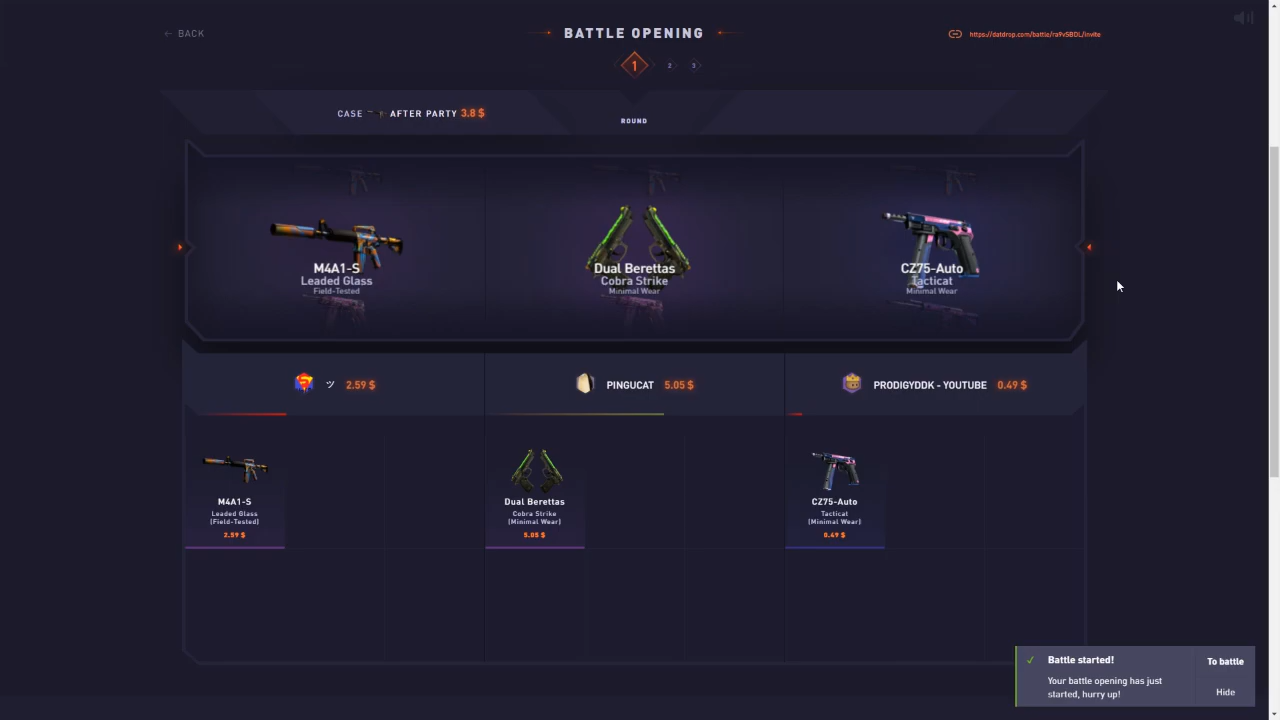 ← BACK
BATTLE OPENING
https://datdrop.com/battle/ra9vSBDL/invite
1
2
3
CASE AFTER PARTY 3.8 $
ROUND
M4A1-S
Leaded Glass
Field-Tested
Dual Berettas
Cobra Strike
Minimal Wear
CZ75-Auto
Tacticat
Minimal Wear
ツ 2.59 $
PINGUCAT 5.05 $
PRODIGYDDK - YOUTUBE 0.49 $
M4A1-S
Leaded Glass
(Field-Tested)
2.59 $
Dual Berettas
Cobra Strike
(Minimal Wear)
5.05 $
CZ75-Auto
Tacticat
(Minimal Wear)
0.49 $
Battle started!
Your battle opening has just
started, hurry up!
To battle
Hide